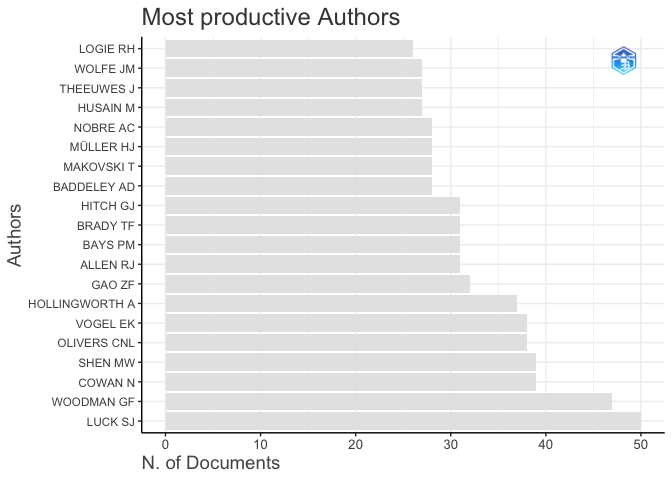 Most productive Authors
Authors
LOGIE RH
WOLFE JM
THEEUWES J
HUSAIN M
NOBRE AC
MÜLLER HJ
MAKOVSKI T
BADDELEY AD
HITCH GJ
BRADY TF
BAYS PM
ALLEN RJ
GAO ZF
HOLLINGWORTH A
VOGEL EK
OLIVERS CNL
SHEN MW
COWAN N
WOODMAN GF
LUCK SJ
0 10 20 30 40 50
N. of Documents